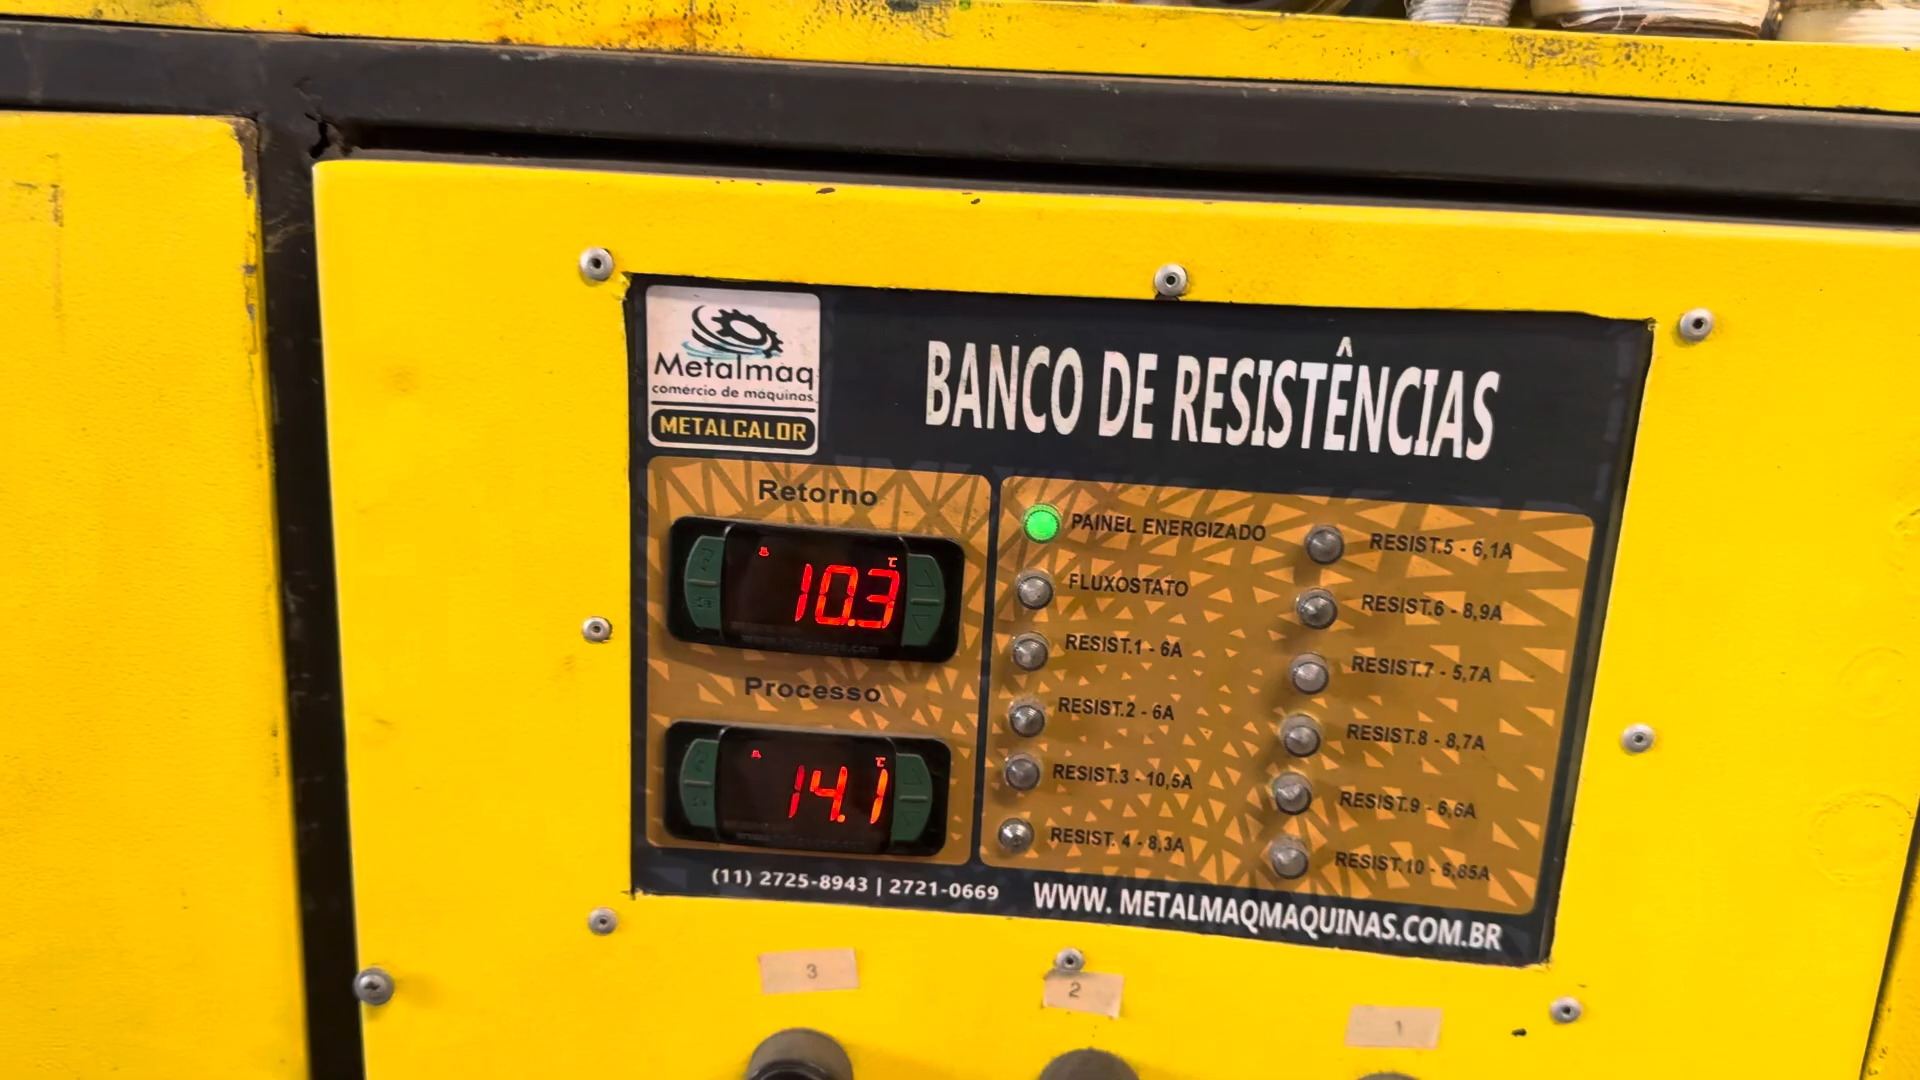 Metalmaq
comércio de máquinas
METALCALOR
BANCO DE RESISTÊNCIAS
Retorno
°C
10.3
Processo
°C
14.1
PAINEL ENERGIZADO
FLUXOSTATO
RESIST.1 - 6A
RESIST.2 - 6A
RESIST.3 - 10,5A
RESIST. 4 - 8,3A
RESIST.5 - 6,1A
RESIST.6 - 8,9A
RESIST.7 - 5,7A
RESIST.8 - 8,7A
RESIST.9 - 6,6A
RESIST.10 - 6,85A
(11) 2725-8943 | 2721-0669
WWW. METALMAQMAQUINAS.COM.BR
3
2
1